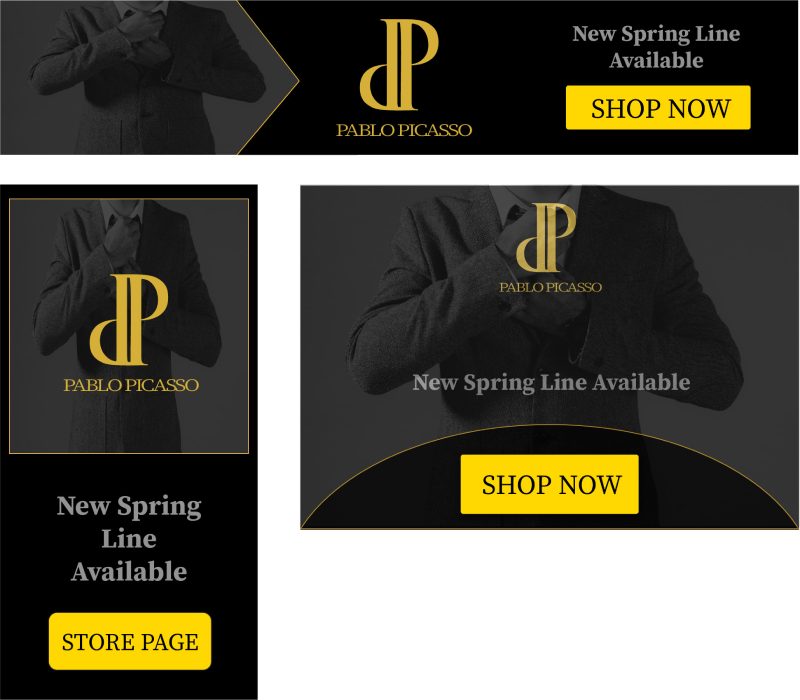 PABLO PICASSO
New Spring Line
Available
SHOP NOW
PABLO PICASSO
New Spring
Line
Available
STORE PAGE
PABLO PICASSO
New Spring Line Available
SHOP NOW